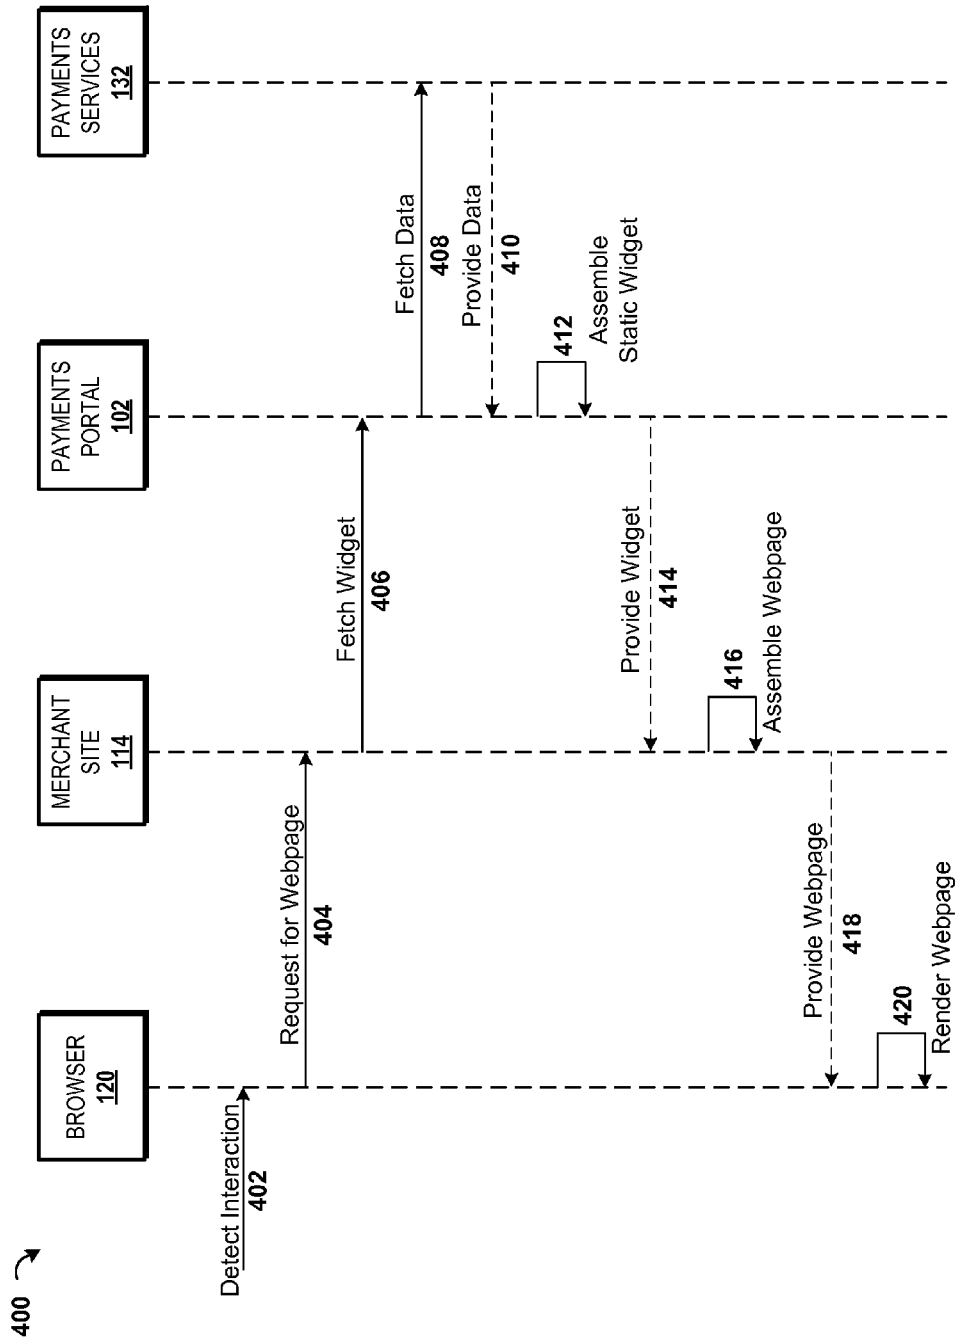 400
BROWSER
120
MERCHANT
SITE
114
PAYMENTS
PORTAL
102
PAYMENTS
SERVICES
132
Detect Interaction
402
Request for Webpage
404
Fetch Widget
406
Fetch Data
408
Provide Data
410
412
Assemble
Static Widget
Provide Widget
414
416
Assemble Webpage
Provide Webpage
418
420
Render Webpage